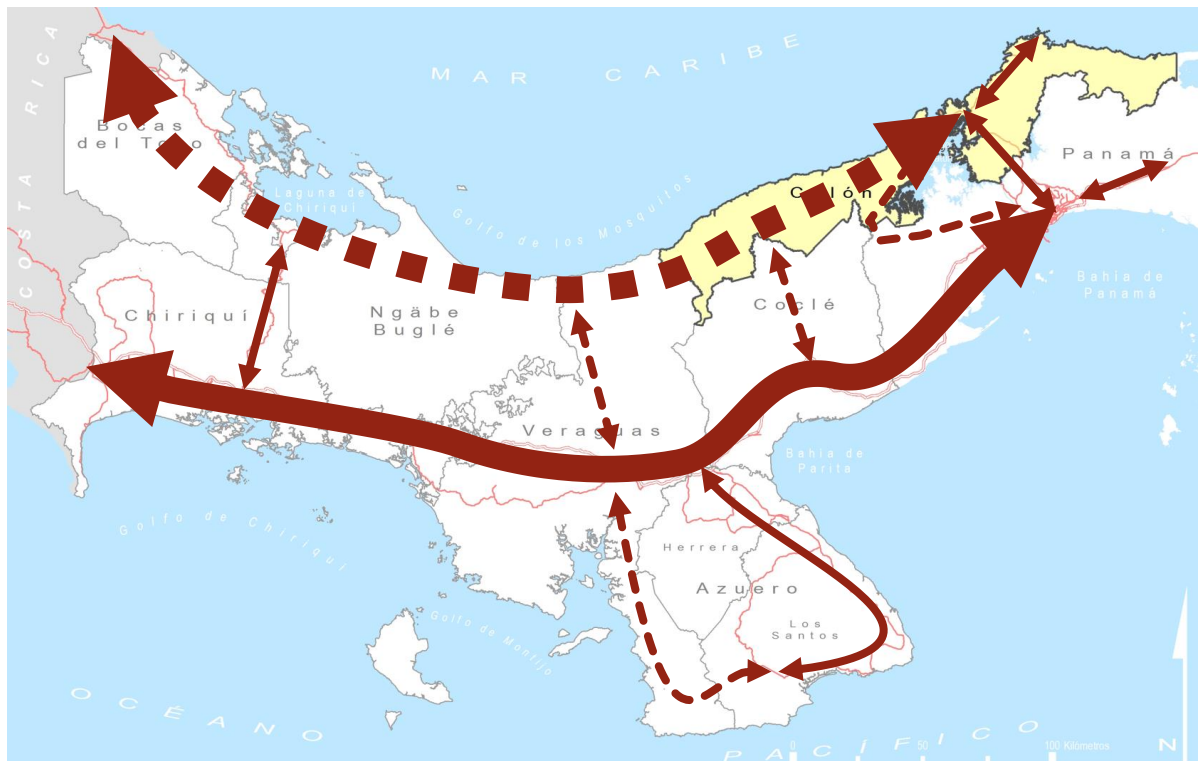 COSTA RICA
MAR CARIBE
Bocas
del Toro
Laguna de
Chiriquí
Golfo de los Mosquitos
Colón
Panamá
Chiriquí
Ngäbe
Buglé
Coclé
Bahía de
Panamá
Veraguas
Bahía de
Parita
Golfo de Chiriquí
Herrera
Azuero
Los
Santos
Golfo de Montijo
OCÉANO
PACÍFICO
0 50 100 Kilómetros
N